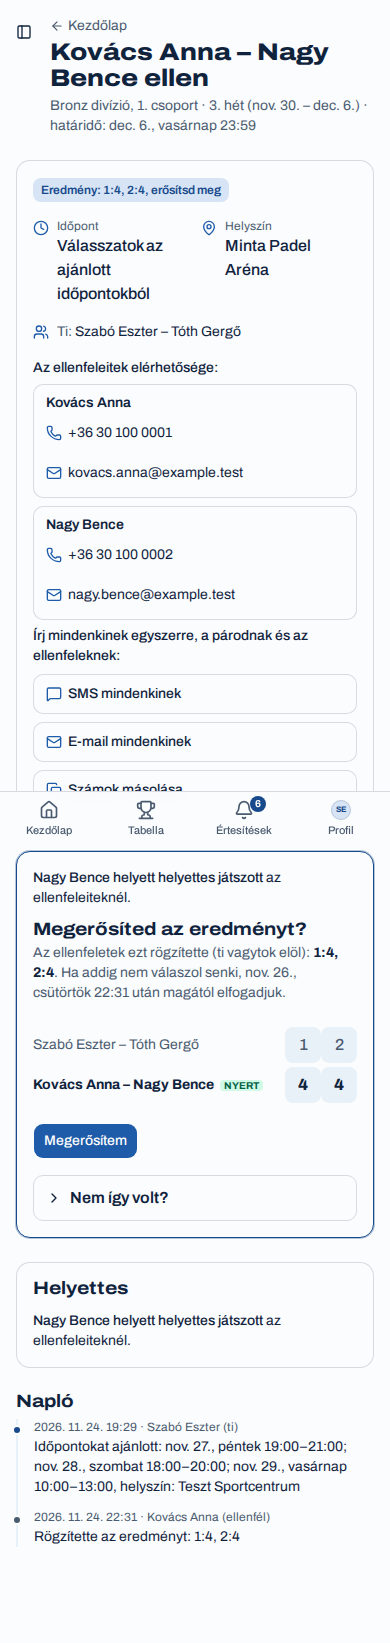 Kezdőlap
Kovács Anna – Nagy
Bence ellen
Bronz divízió, 1. csoport · 3. hét (nov. 30. – dec. 6.) ·
határidő: dec. 6., vasárnap 23:59
Eredmény: 1:4, 2:4, erősítsd meg
Időpont
Válasszatok az
ajánlott
időpontokból
Helyszín
Minta Padel
Aréna
Ti: Szabó Eszter – Tóth Gergő
Az ellenfeleitek elérhetősége:
Kovács Anna
+36 30 100 0001
kovacs.anna@example.test
Nagy Bence
+36 30 100 0002
nagy.bence@example.test
Írj mindenkinek egyszerre, a párodnak és az
ellenfeleknek:
SMS mindenkinek
E-mail mindenkinek
Számok másolása
Kezdőlap
Tabella
6
Értesítések
SE
Profil
Nagy Bence helyett helyettes játszott az
ellenfeleiteknél.
Megerősíted az eredményt?
Az ellenfeletek ezt rögzítette (ti vagytok elöl): 1:4,
2:4. Ha addig nem válaszol senki, nov. 26.,
csütörtök 22:31 után magától elfogadjuk.
Szabó Eszter – Tóth Gergő 1 2
Kovács Anna – Nagy Bence NYERT 4 4
Megerősítem
Nem így volt?
Helyettes
Nagy Bence helyett helyettes játszott az
ellenfeleiteknél.
Napló
2026. 11. 24. 19:29 · Szabó Eszter (ti)
Időpontokat ajánlott: nov. 27., péntek 19:00–21:00;
nov. 28., szombat 18:00–20:00; nov. 29., vasárnap
10:00–13:00, helyszín: Teszt Sportcentrum
2026. 11. 24. 22:31 · Kovács Anna (ellenfél)
Rögzítette az eredményt: 1:4, 2:4